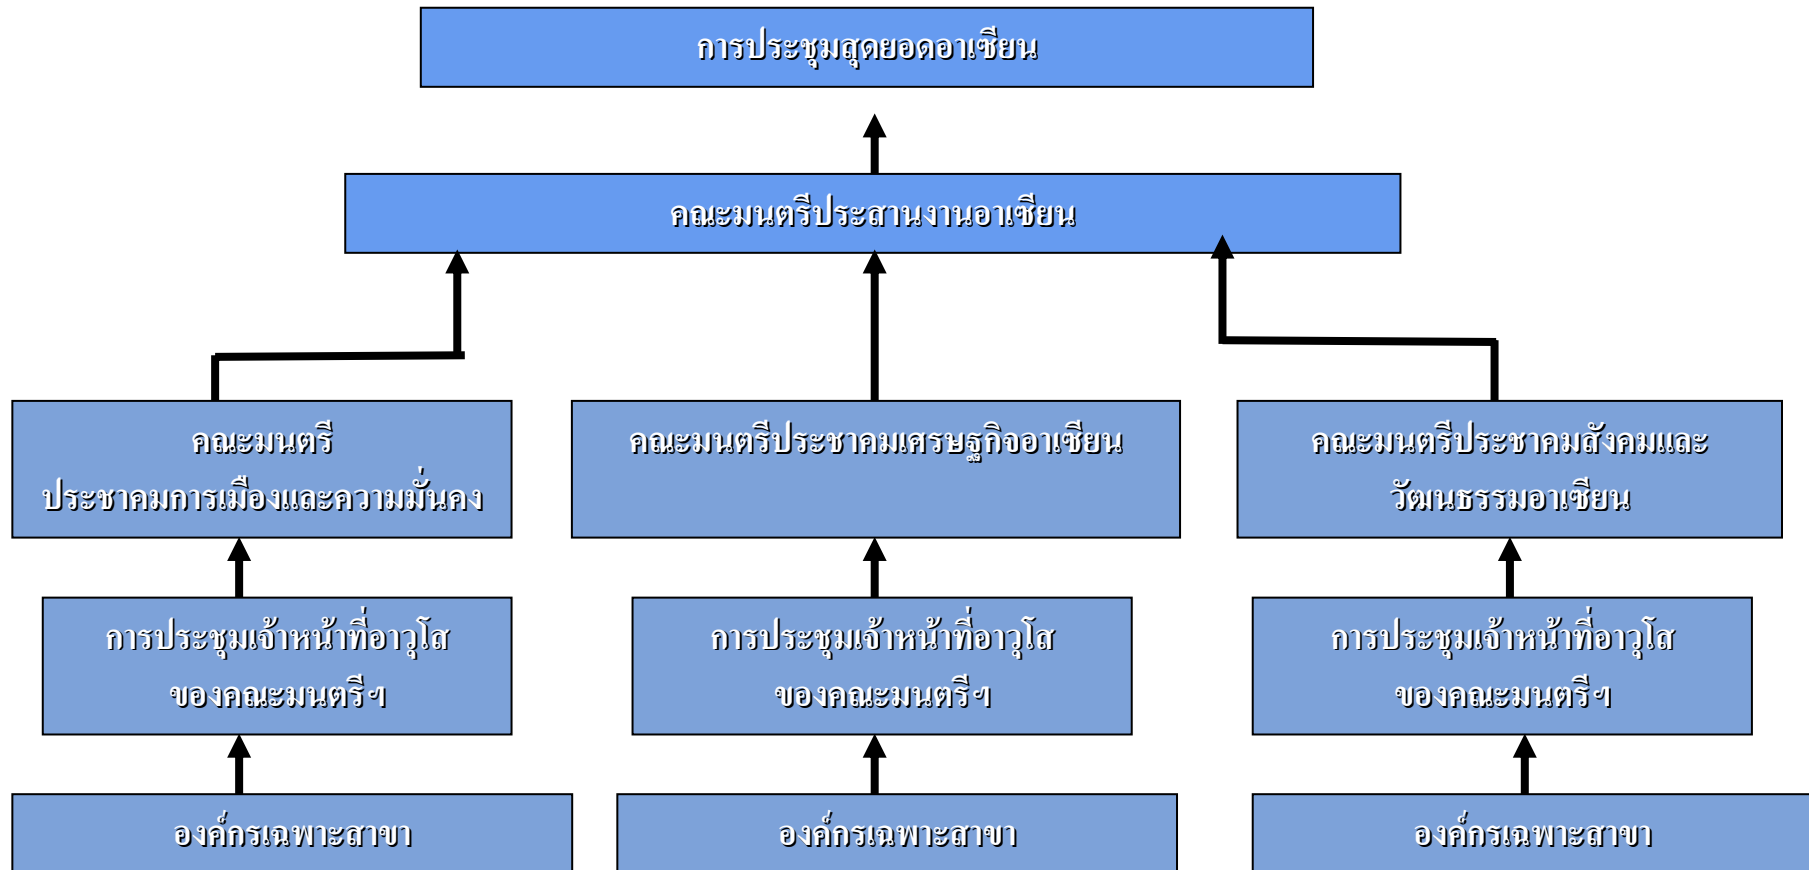 การประชุมสุดยอดอาเซียน
คณะมนตรีประสานงานอาเซียน
คณะมนตรี
ประชาคมการเมืองและความมั่นคง
คณะมนตรีประชาคมเศรษฐกิจอาเซียน
คณะมนตรีประชาคมสังคมและ
วัฒนธรรมอาเซียน
การประชุมเจ้าหน้าที่อาวุโส
ของคณะมนตรีฯ
การประชุมเจ้าหน้าที่อาวุโส
ของคณะมนตรีฯ
การประชุมเจ้าหน้าที่อาวุโส
ของคณะมนตรีฯ
องค์กรเฉพาะสาขา
องค์กรเฉพาะสาขา
องค์กรเฉพาะสาขา